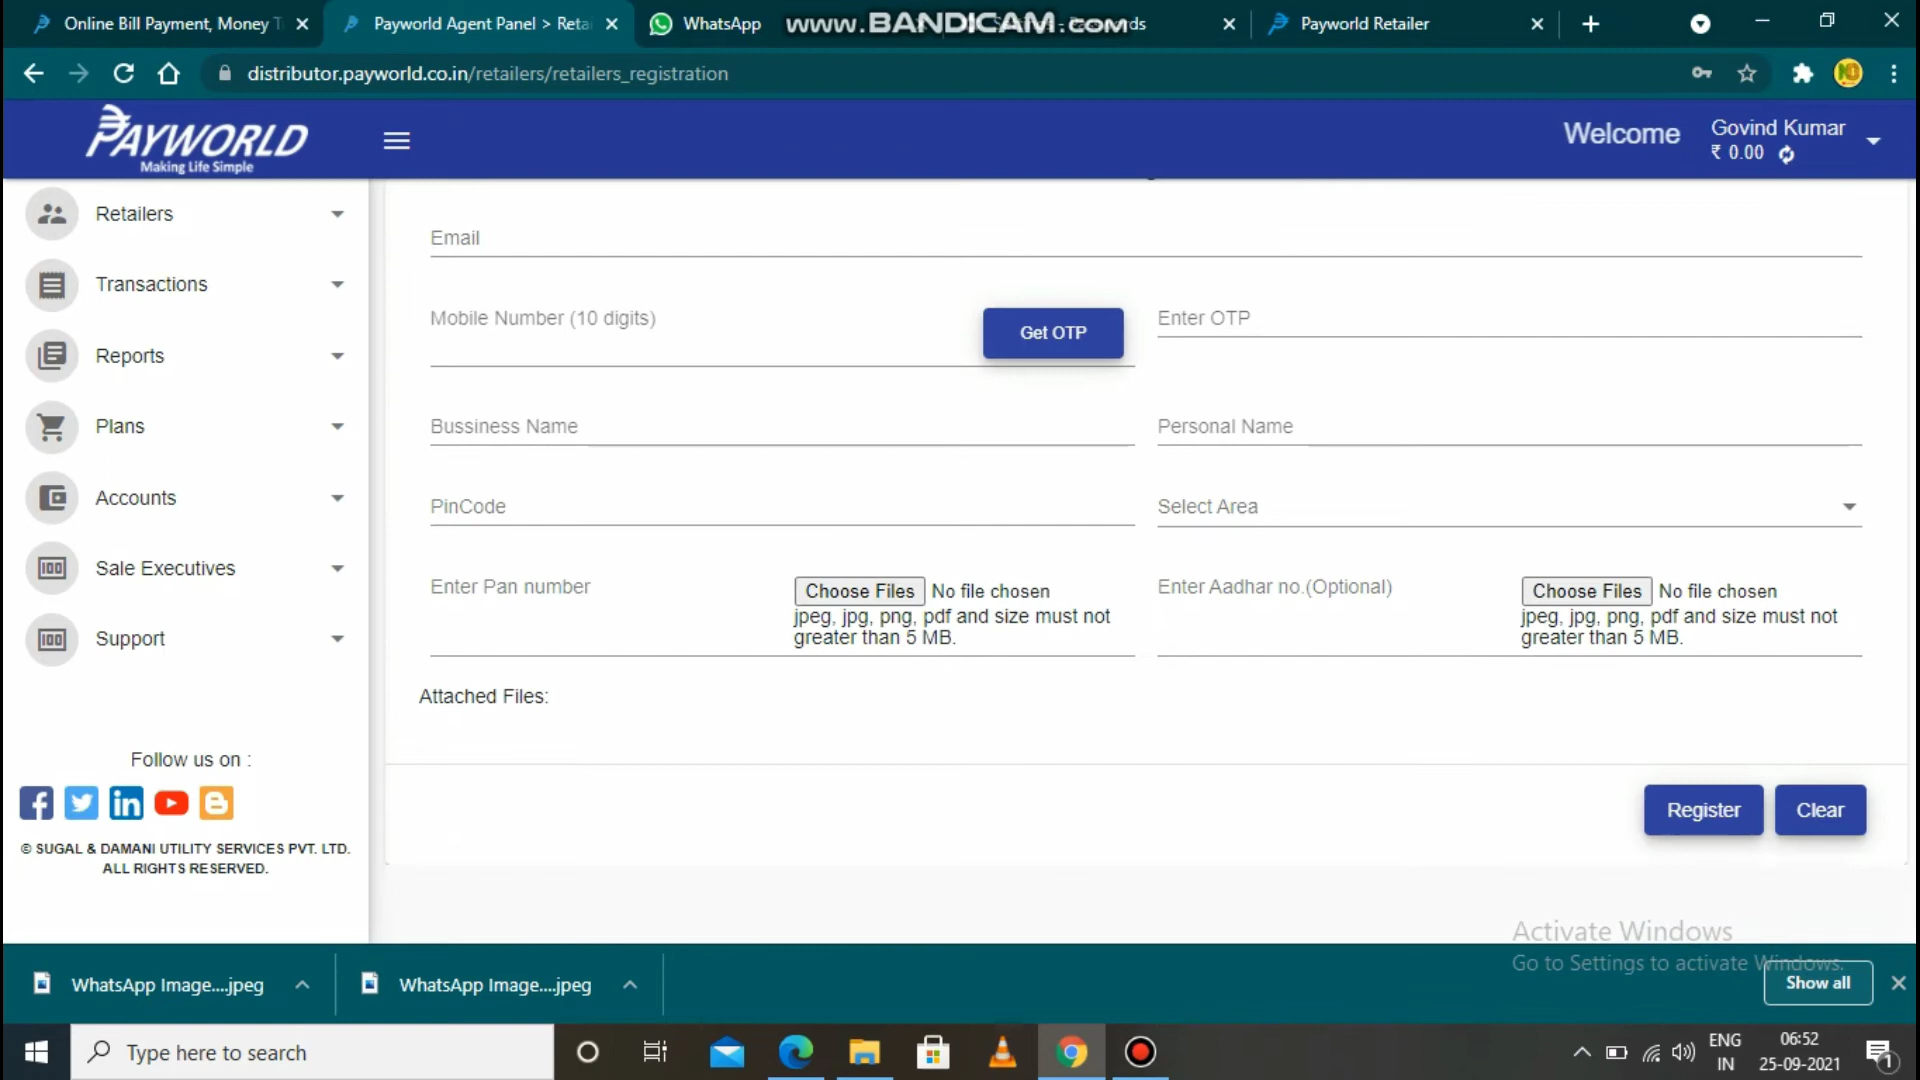 Online Bill Payment, Money T
Payworld Agent Panel > Reta
WhatsApp
www.BANDICAM.com
Payworld Retailer
distributor.payworld.co.in/retailers/retailers_registration
PAYWORLD
Making Life Simple
Welcome
Govind Kumar
₹ 0.00
Retailers
Transactions
Reports
Plans
Accounts
Sale Executives
Support
Follow us on :
© SUGAL & DAMANI UTILITY SERVICES PVT. LTD.
ALL RIGHTS RESERVED.
Email
Mobile Number (10 digits)
Get OTP
Enter OTP
Bussiness Name
Personal Name
PinCode
Select Area
Enter Pan number
Choose Files No file chosen
jpeg, jpg, png, pdf and size must not
greater than 5 MB.
Enter Aadhar no.(Optional)
Choose Files No file chosen
jpeg, jpg, png, pdf and size must not
greater than 5 MB.
Attached Files:
Register
Clear
Activate Windows
Go to Settings to activate Windows.
WhatsApp Image....jpeg
WhatsApp Image....jpeg
Show all
Type here to search
ENG
IN
06:52
25-09-2021
1